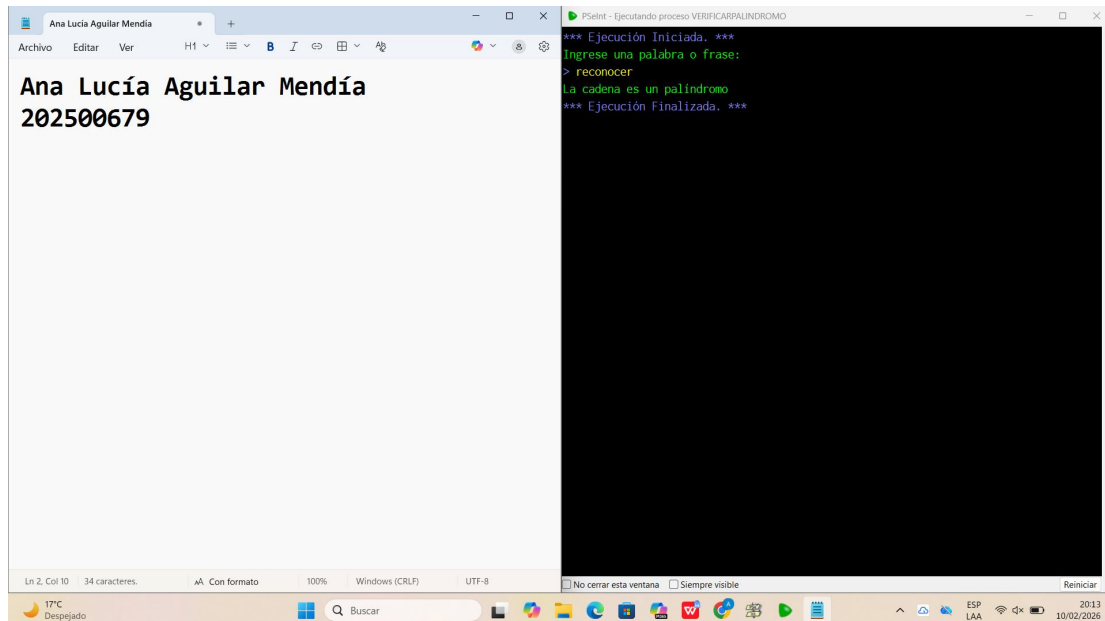 Ana Lucía Aguilar Mendía
Archivo Editar Ver H1 B I
Ana Lucía Aguilar Mendía
202500679
Ln 2, Col 10 34 caracteres. Con formato 100% Windows (CRLF) UTF-8
PSeInt - Ejecutando proceso VERIFICARPALINDROMO
*** Ejecución Iniciada. ***
Ingrese una palabra o frase:
> reconocer
La cadena es un palíndromo
*** Ejecución Finalizada. ***
No cerrar esta ventana Siempre visible Reiniciar
17°C
Despejado
Buscar
ESP
LAA
20:13
10/02/2026